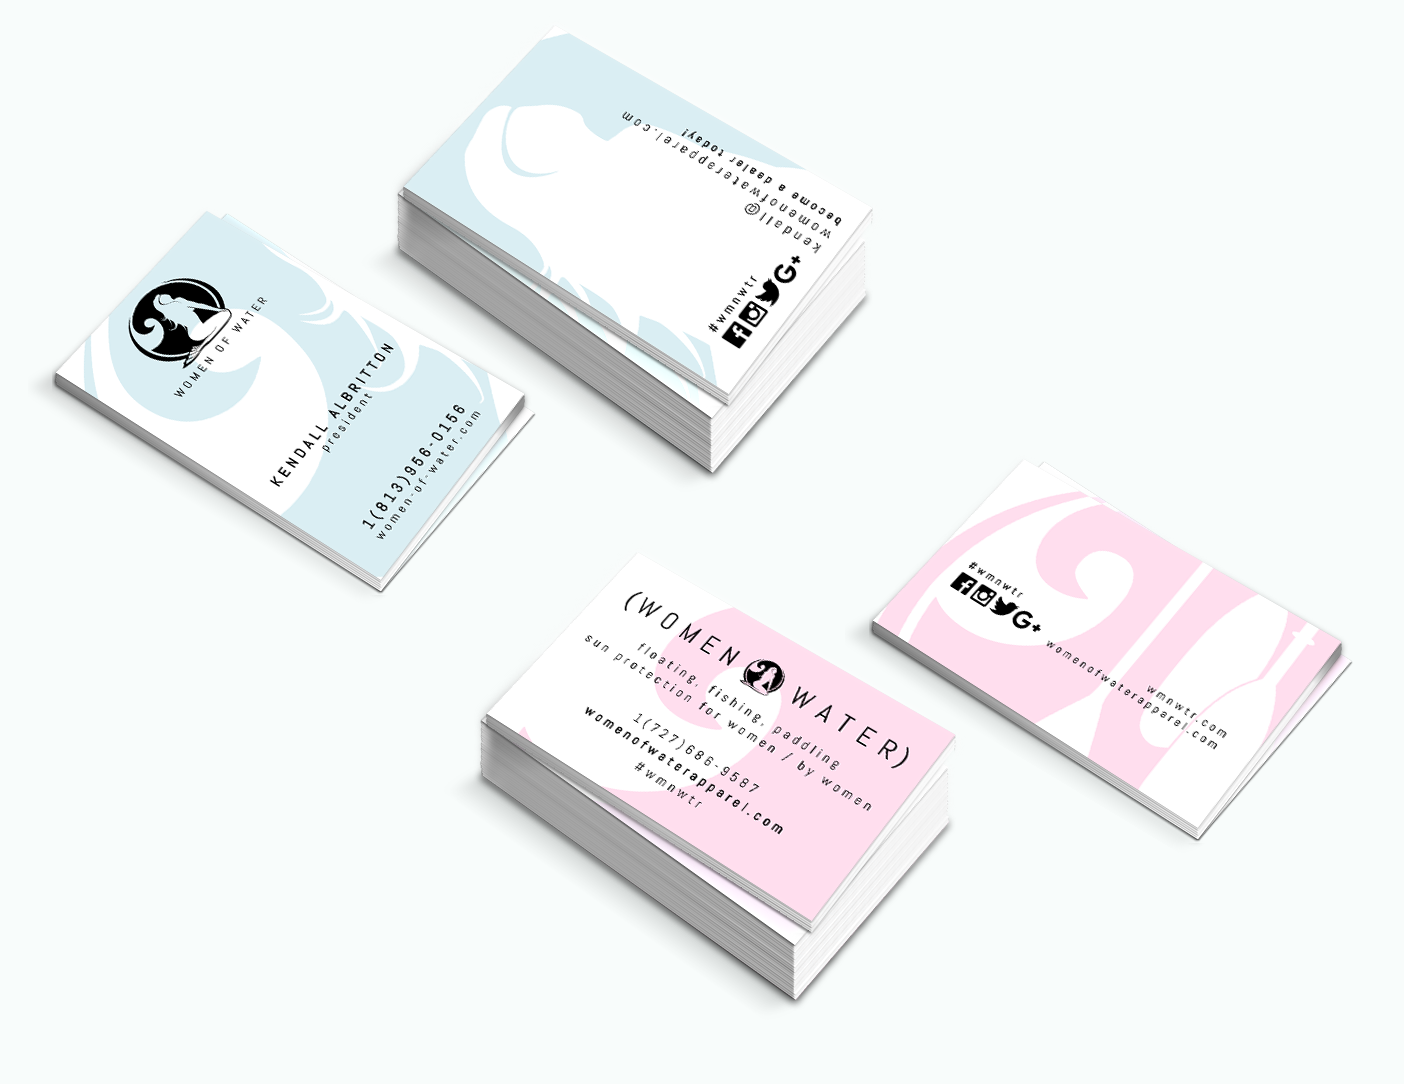 WOMEN OF WATER
KENDALL ALBRITTON
president
1(813)956-0156
women-of-water.com
become a dealer today!
womenofwaterapparel.com
kendall@
#wmnwtr
G+
(WOMEN WATER)
floating, fishing, paddling
sun protection for women / by women
1(727)686-9587
womenofwaterapparel.com
#wmnwtr
#wmnwtr
G+
wmnwtr.com
womenofwaterapparel.com